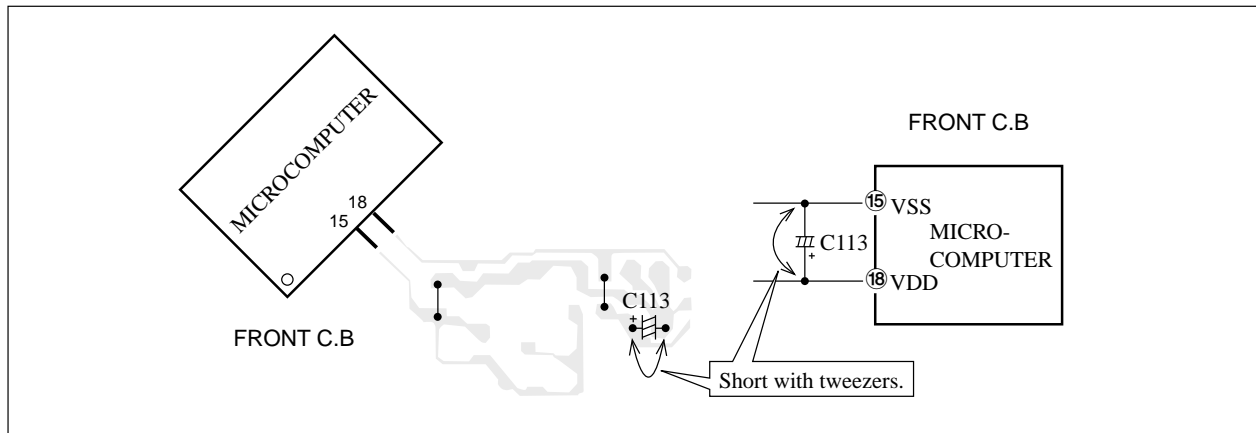 MICROCOMPUTER
18
15
FRONT C.B
C113
+
Short with tweezers.
FRONT C.B
15 VSS
C113
+
MICRO-
COMPUTER
18 VDD